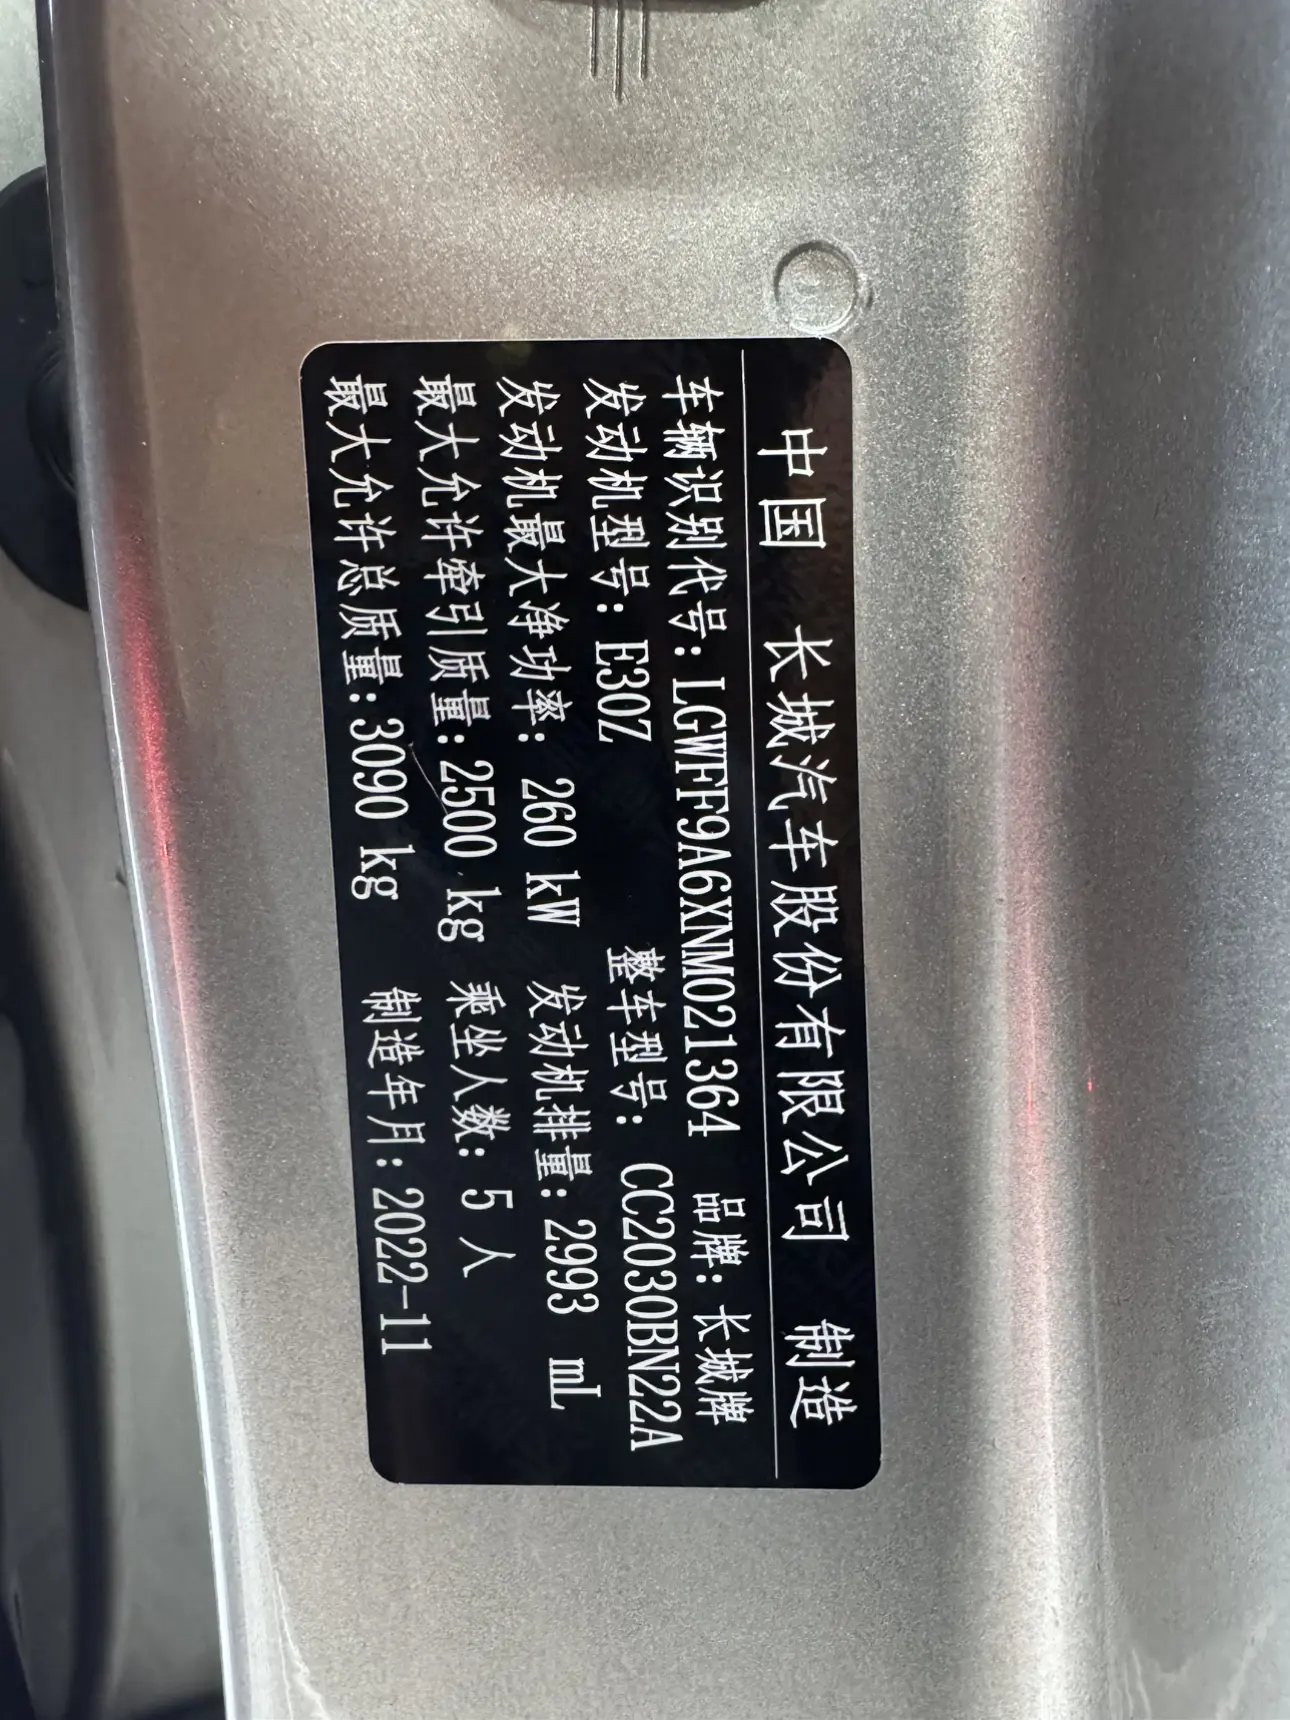 中国 长城汽车股份有限公司 制造
车辆识别代号：LGWFF9A6XNM021364 品牌：长城牌
发动机型号：E30Z 整车型号：CC2030BN22A
发动机最大净功率：260 kW 发动机排量：2993 mL
最大允许牵引质量：2500 kg 乘坐人数：5 人
最大允许总质量：3090 kg 制造年月：2022-11